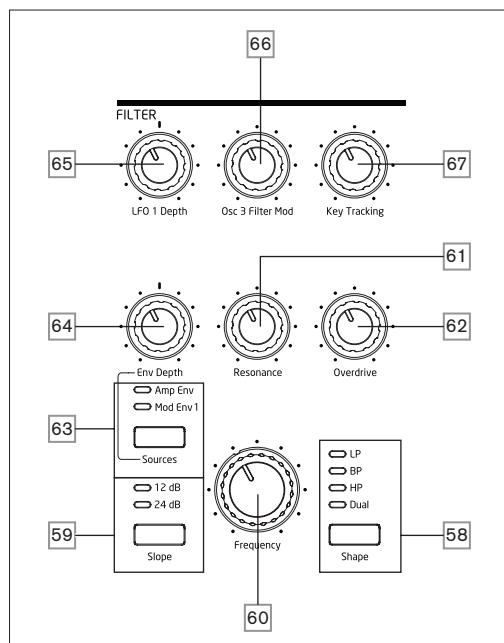 66
FILTER
65
67
LFO 1 Depth
Osc 3 Filter Mod
Key Tracking
61
64
62
Env Depth
Resonance
Overdrive
Amp Env
Mod Env 1
63
Sources
LP
BP
HP
Dual
12 dB
24 dB
59
58
Slope
Frequency
Shape
60